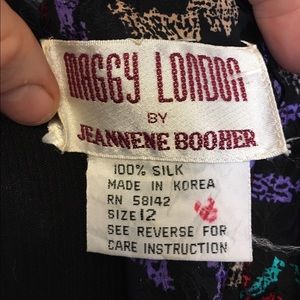 MAGGY LONDON
BY
JEANNENE BOOHER
100% SILK
MADE IN KOREA
RN 58142
SIZE 12
SEE REVERSE FOR
CARE INSTRUCTION